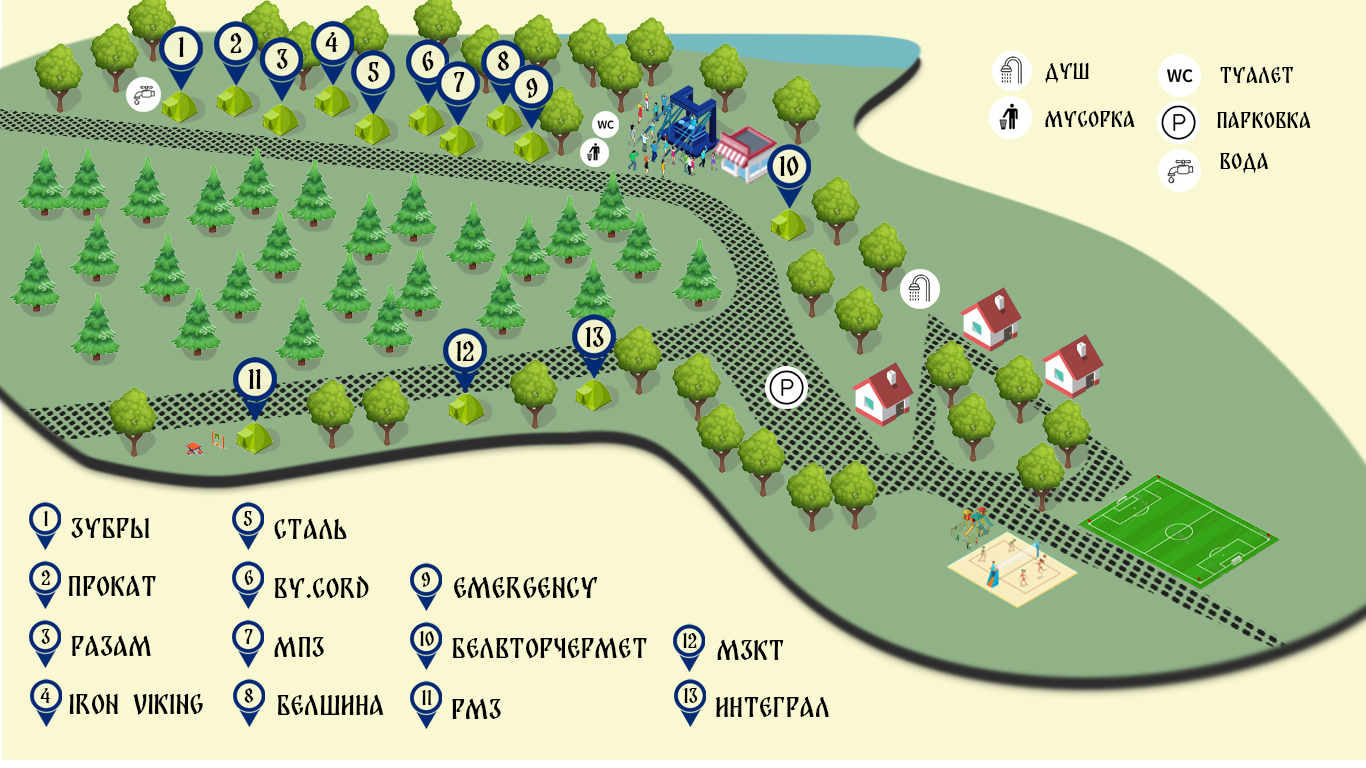 1
2
3
4
5
6
7
8
9
10
11
12
13
WC
P
ДУШ
МУСОРКА
WC ТУАЛЕТ
P ПАРКОВКА
ВОДА
1 ЗУБРЫ
2 ПРОКАТ
3 РАЗАМ
4 IRON VIKING
5 СТАЛЬ
6 BY.CORD
7 МПЗ
8 БЕЛШИНА
9 EMERGENCY
10 БЕЛВТОРЧЕРМЕТ
11 РМЗ
12 МЗКТ
13 ИНТЕГРАЛ